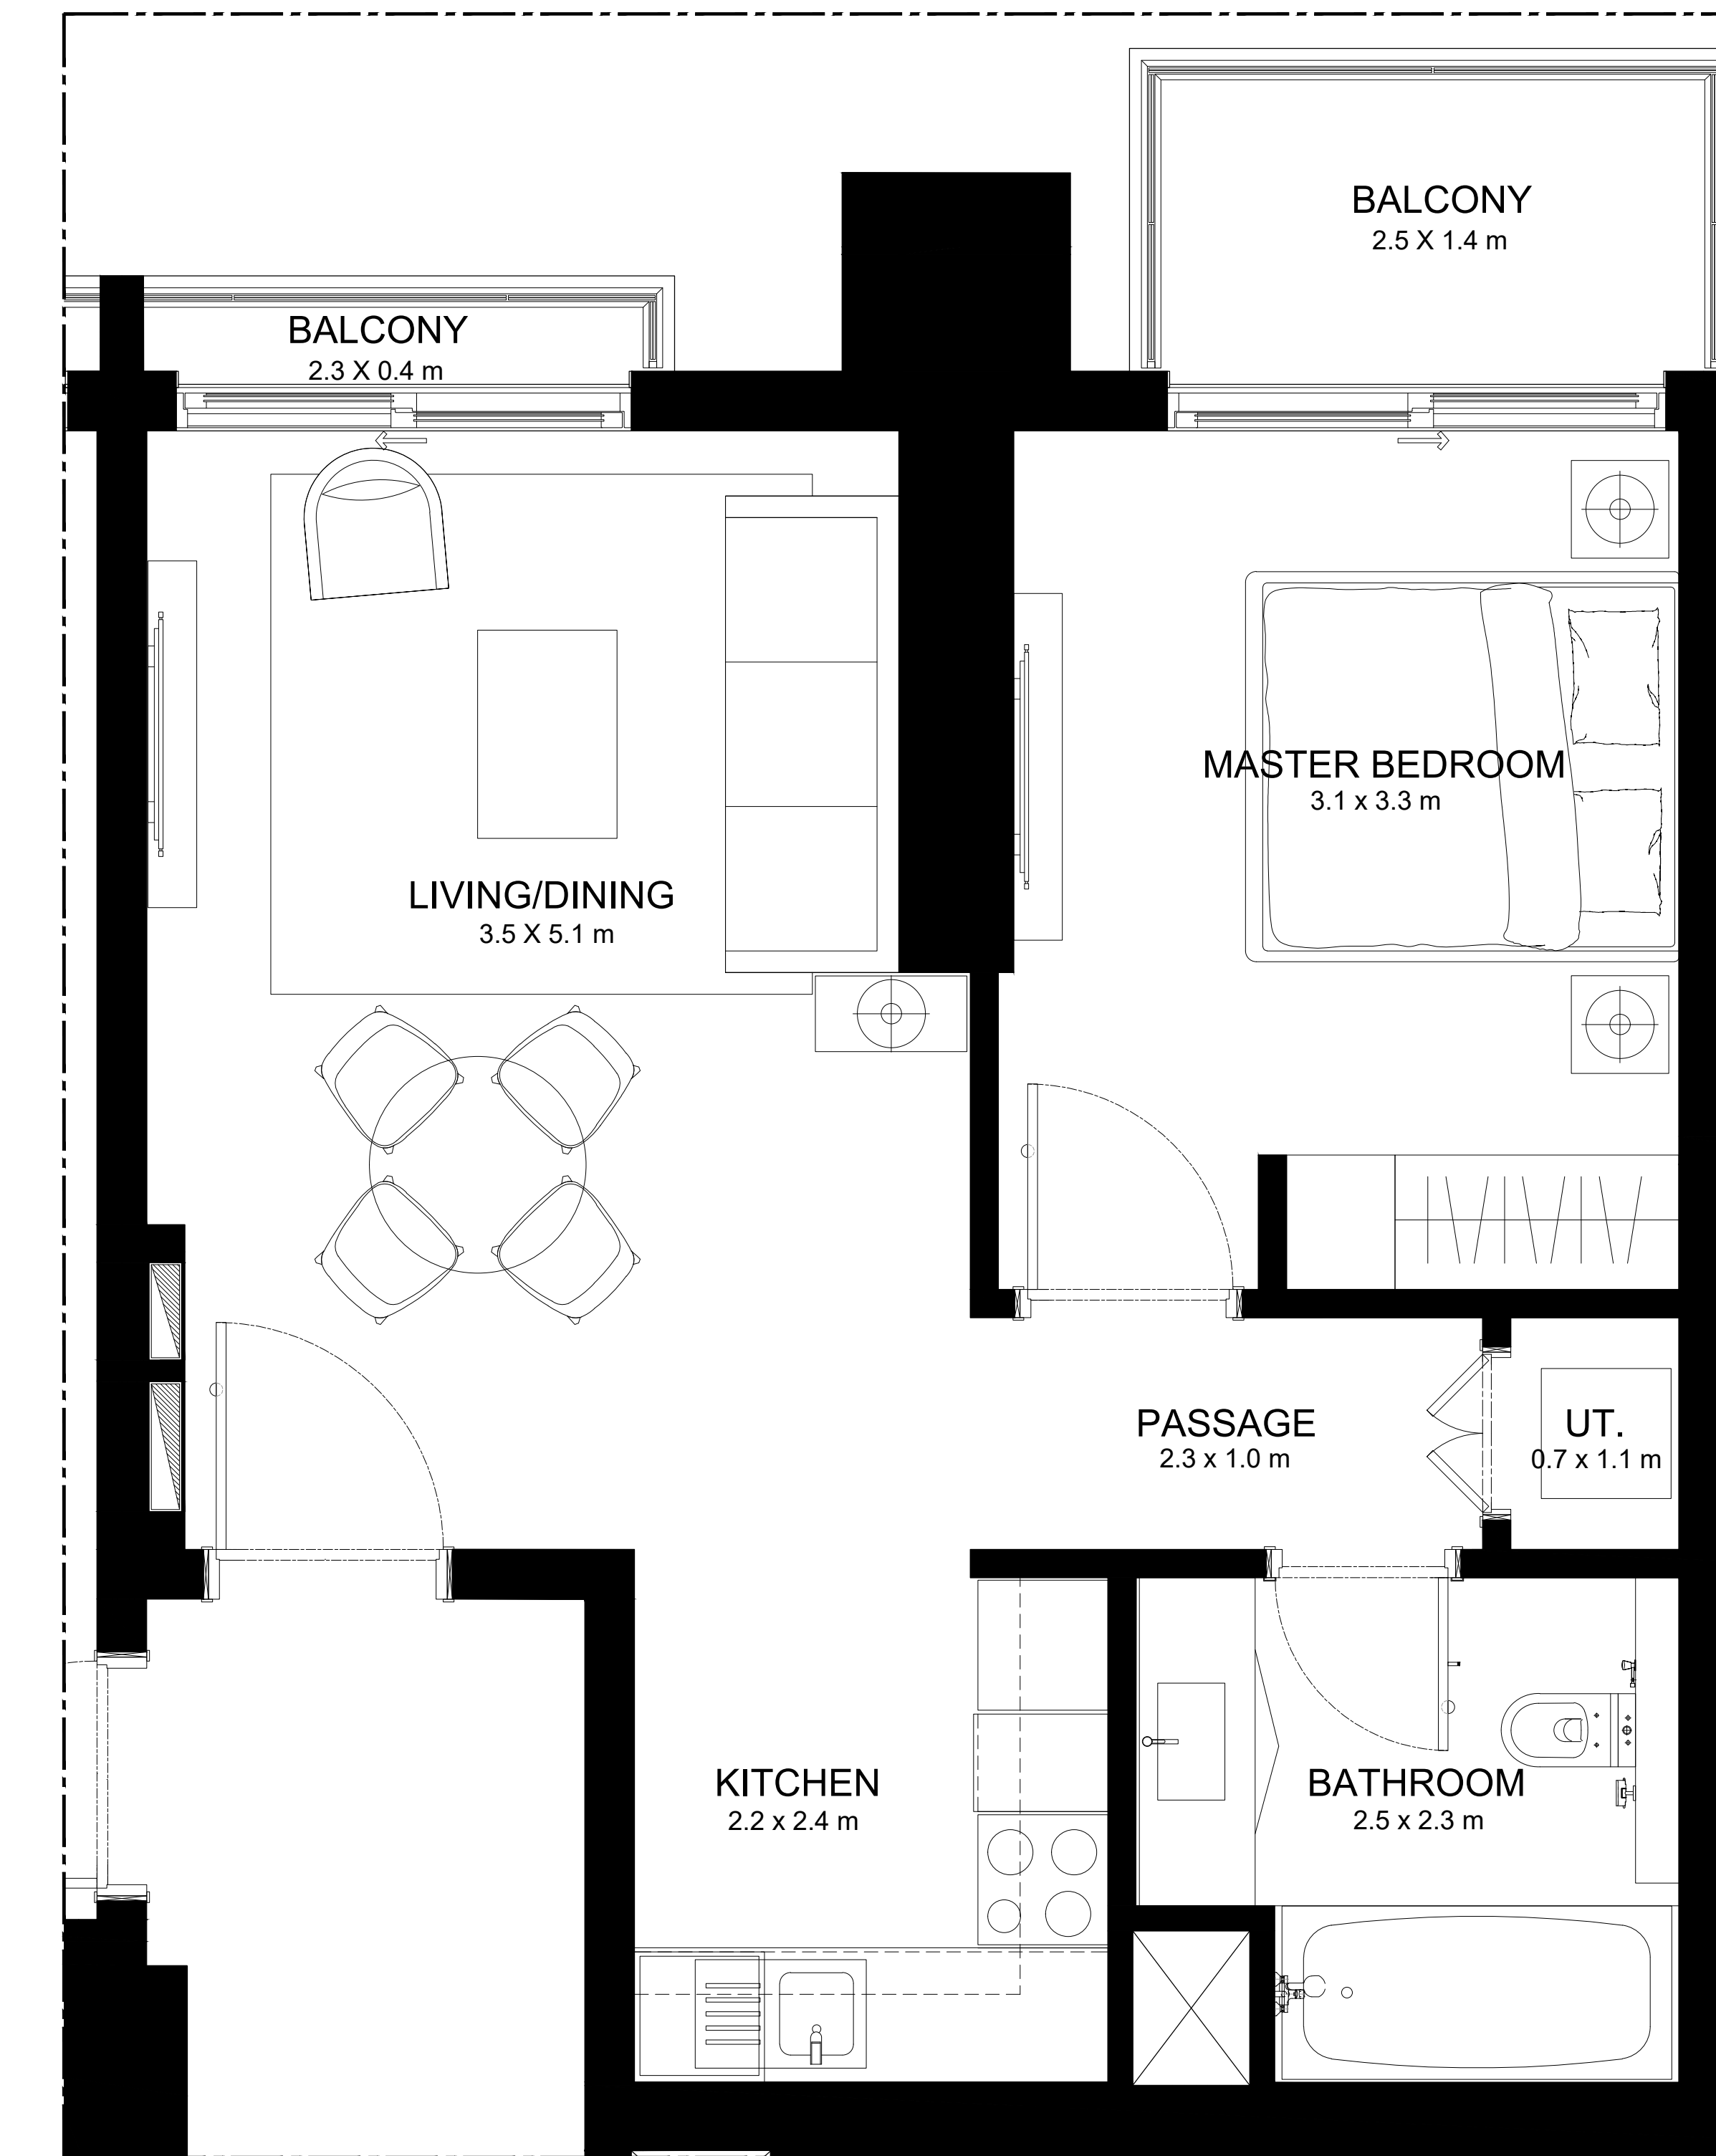 BALCONY
2.5 X 1.4 m
BALCONY
2.3 X 0.4 m
MASTER BEDROOM
3.1 x 3.3 m
LIVING/DINING
3.5 X 5.1 m
PASSAGE
2.3 x 1.0 m
UT.
0.7 x 1.1 m
KITCHEN
2.2 x 2.4 m
BATHROOM
2.5 x 2.3 m